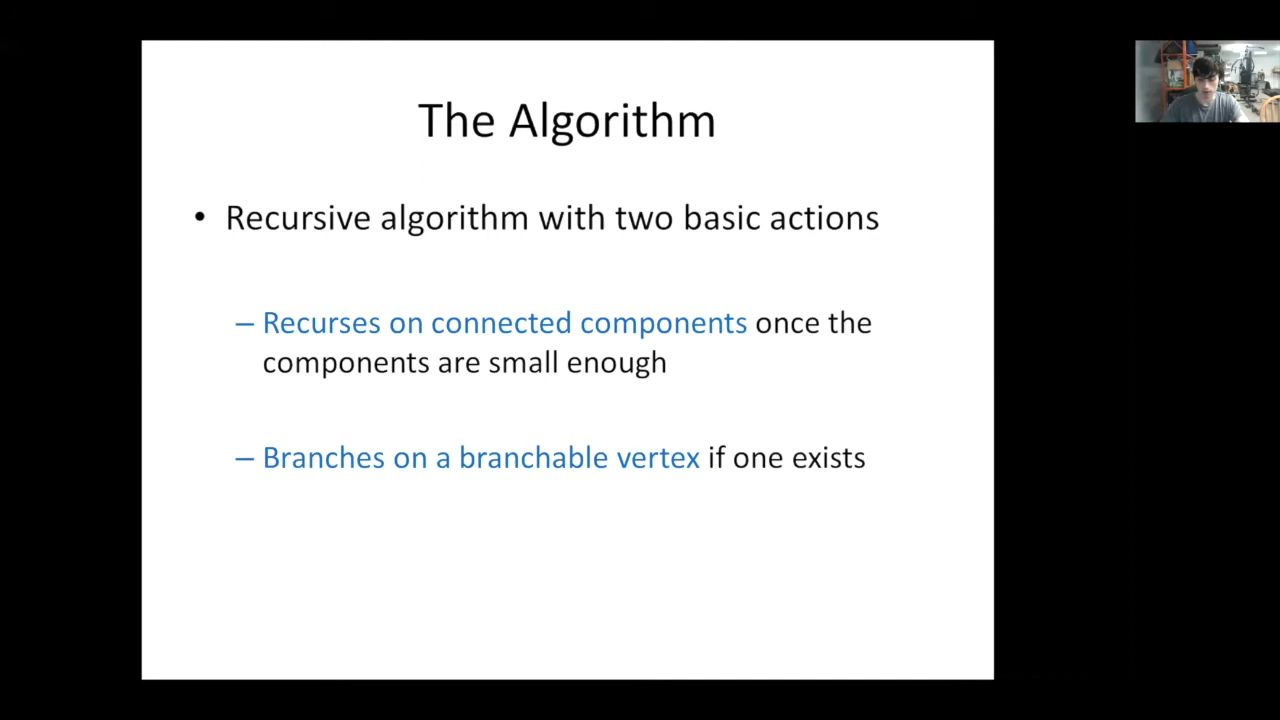 The Algorithm
• Recursive algorithm with two basic actions
– Recurses on connected components once the
components are small enough
– Branches on a branchable vertex if one exists